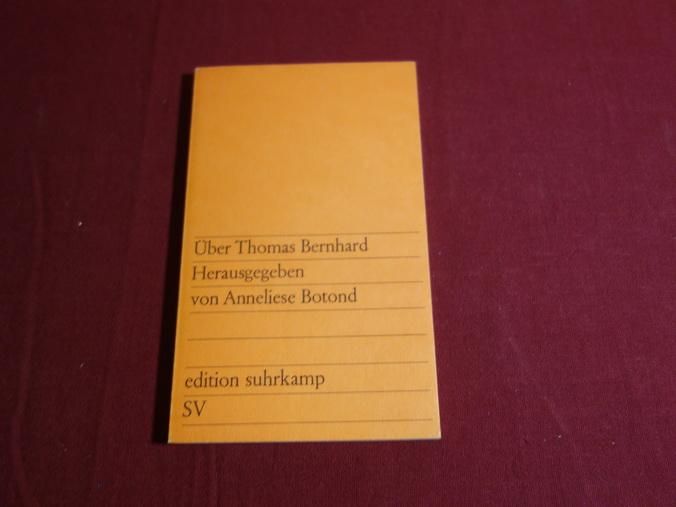 Über Thomas Bernhard
Herausgegeben
von Anneliese Botond
edition suhrkamp
SV